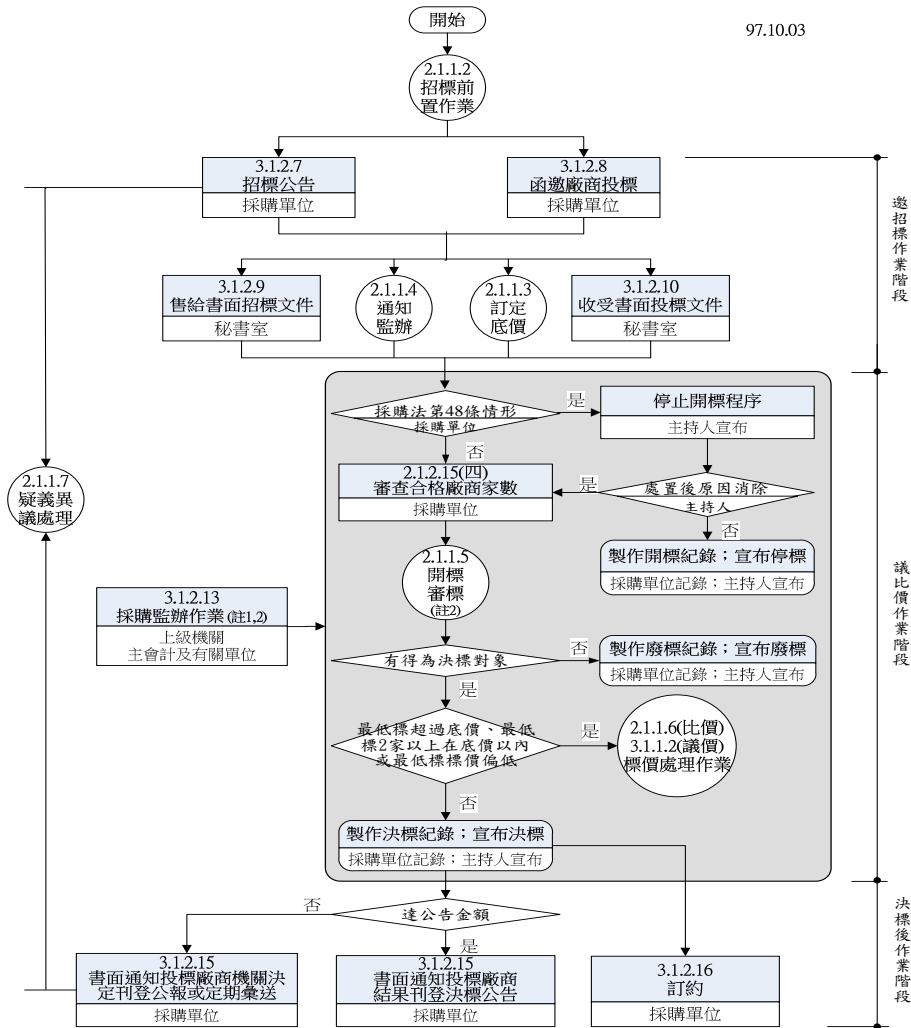 開始
97.10.03
2.1.1.2
招標前
置作業
3.1.2.7
招標公告
採購單位
3.1.2.8
函邀廠商投標
採購單位
邀招標作業階段
3.1.2.9
售給書面招標文件
秘書室
2.1.1.4
通知
監辦
2.1.1.3
訂定
底價
3.1.2.10
收受書面投標文件
秘書室
採購法第48條情形
採購單位
是
停止開標程序
主持人宣布
否
2.1.2.15(四)
審查合格廠商家數
採購單位
是
處置後原因消除
主持人
否
2.1.1.7
疑義異
議處理
製作開標紀錄；宣布停標
採購單位記錄；主持人宣布
2.1.1.5
開標
審標
(註2)
議比價作業階段
3.1.2.13
採購監辦作業(註1,2)
上級機關
主會計及有關單位
有得為決標對象
否
製作廢標紀錄；宣布廢標
採購單位記錄；主持人宣布
是
最低標超過底價、最低
標2家以上在底價以內
或最低標標價偏低
是
2.1.1.6(比價)
3.1.1.2(議價)
標價處理作業
否
製作決標紀錄；宣布決標
採購單位記錄；主持人宣布
決標後作業階段
否
達公告金額
是
3.1.2.15
書面通知投標廠商機關決
定刊登公報或定期彙送
採購單位
3.1.2.15
書面通知投標廠商
結果刊登決標公告
採購單位
3.1.2.16
訂約
採購單位